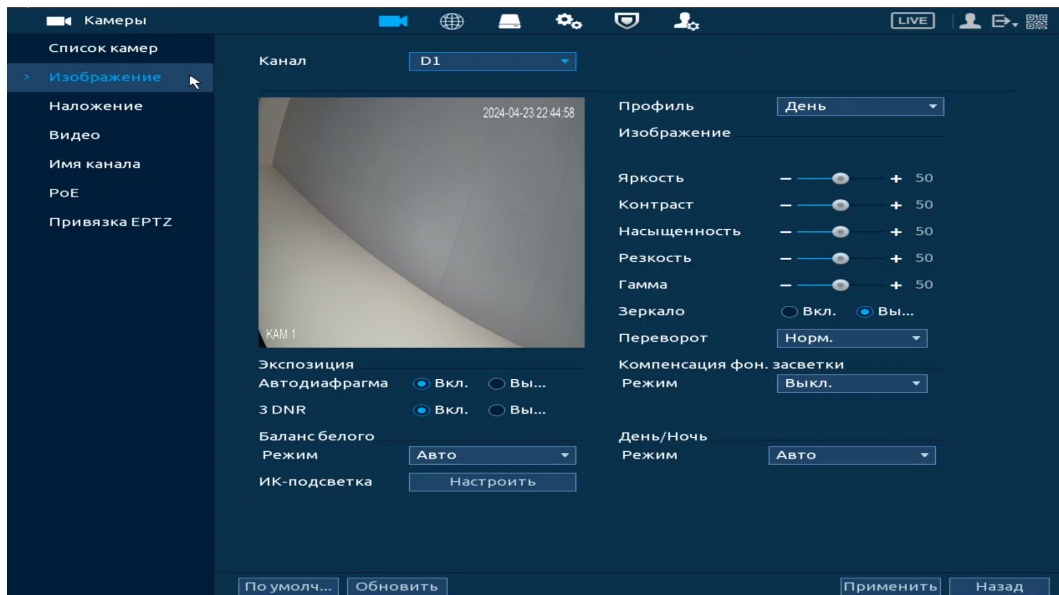 Камеры
LIVE
Список камер
> Изображение
Наложение
Видео
Имя канала
PoE
Привязка EPTZ
Канал D1
2024-04-23 22:44:58
КАМ 1
Профиль День
Изображение
Яркость - + 50
Контраст - + 50
Насыщенность - + 50
Резкость - + 50
Гамма - + 50
Зеркало Вкл. Вы...
Переворот Норм.
Экспозиция
Автодиафрагма Вкл. Вы...
3 DNR Вкл. Вы...
Компенсация фон. засветки
Режим Выкл.
Баланс белого
Режим Авто
ИК-подсветка Настроить
День/Ночь
Режим Авто
По умолч... Обновить Применить Назад